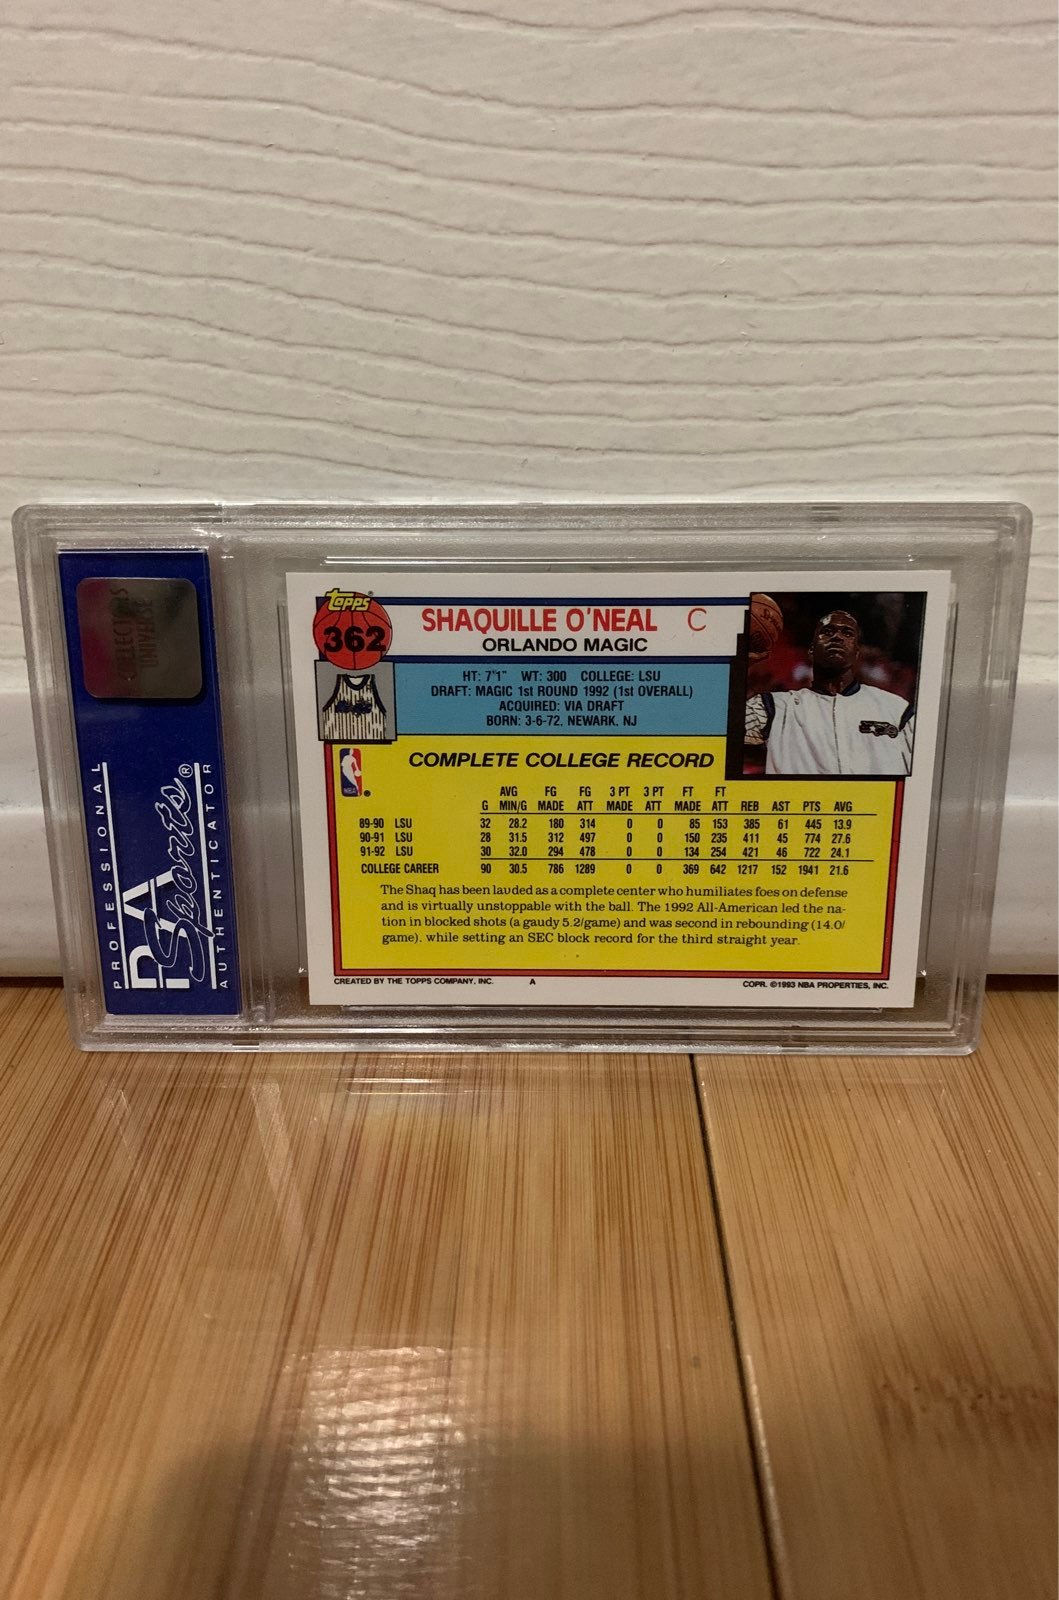 COLLECTORS
UNIVERSE
PROFESSIONAL
PSA
Sports®
AUTHENTICATOR
Topps®
362
SHAQUILLE O'NEAL C
ORLANDO MAGIC
HT: 7'1" WT: 300 COLLEGE: LSU
DRAFT: MAGIC 1st ROUND 1992 (1st OVERALL)
ACQUIRED: VIA DRAFT
BORN: 3-6-72, NEWARK, NJ
NBA ®
COMPLETE COLLEGE RECORD
AVG FG FG 3 PT 3 PT FT FT
G MIN/G MADE ATT MADE ATT MADE ATT REB AST PTS AVG
89-90 LSU 32 28.2 180 314 0 0 85 153 385 61 445 13.9
90-91 LSU 28 31.5 312 497 0 0 150 235 411 45 774 27.6
91-92 LSU 30 32.0 294 478 0 0 134 254 421 46 722 24.1
COLLEGE CAREER 90 30.5 786 1289 0 0 369 642 1217 152 1941 21.6
The Shaq has been lauded as a complete center who humiliates foes on defense
and is virtually unstoppable with the ball. The 1992 All-American led the na-
tion in blocked shots (a gaudy 5.2/game) and was second in rebounding (14.0/
game), while setting an SEC block record for the third straight year.
CREATED BY THE TOPPS COMPANY, INC. A COPR. ©1993 NBA PROPERTIES, INC.